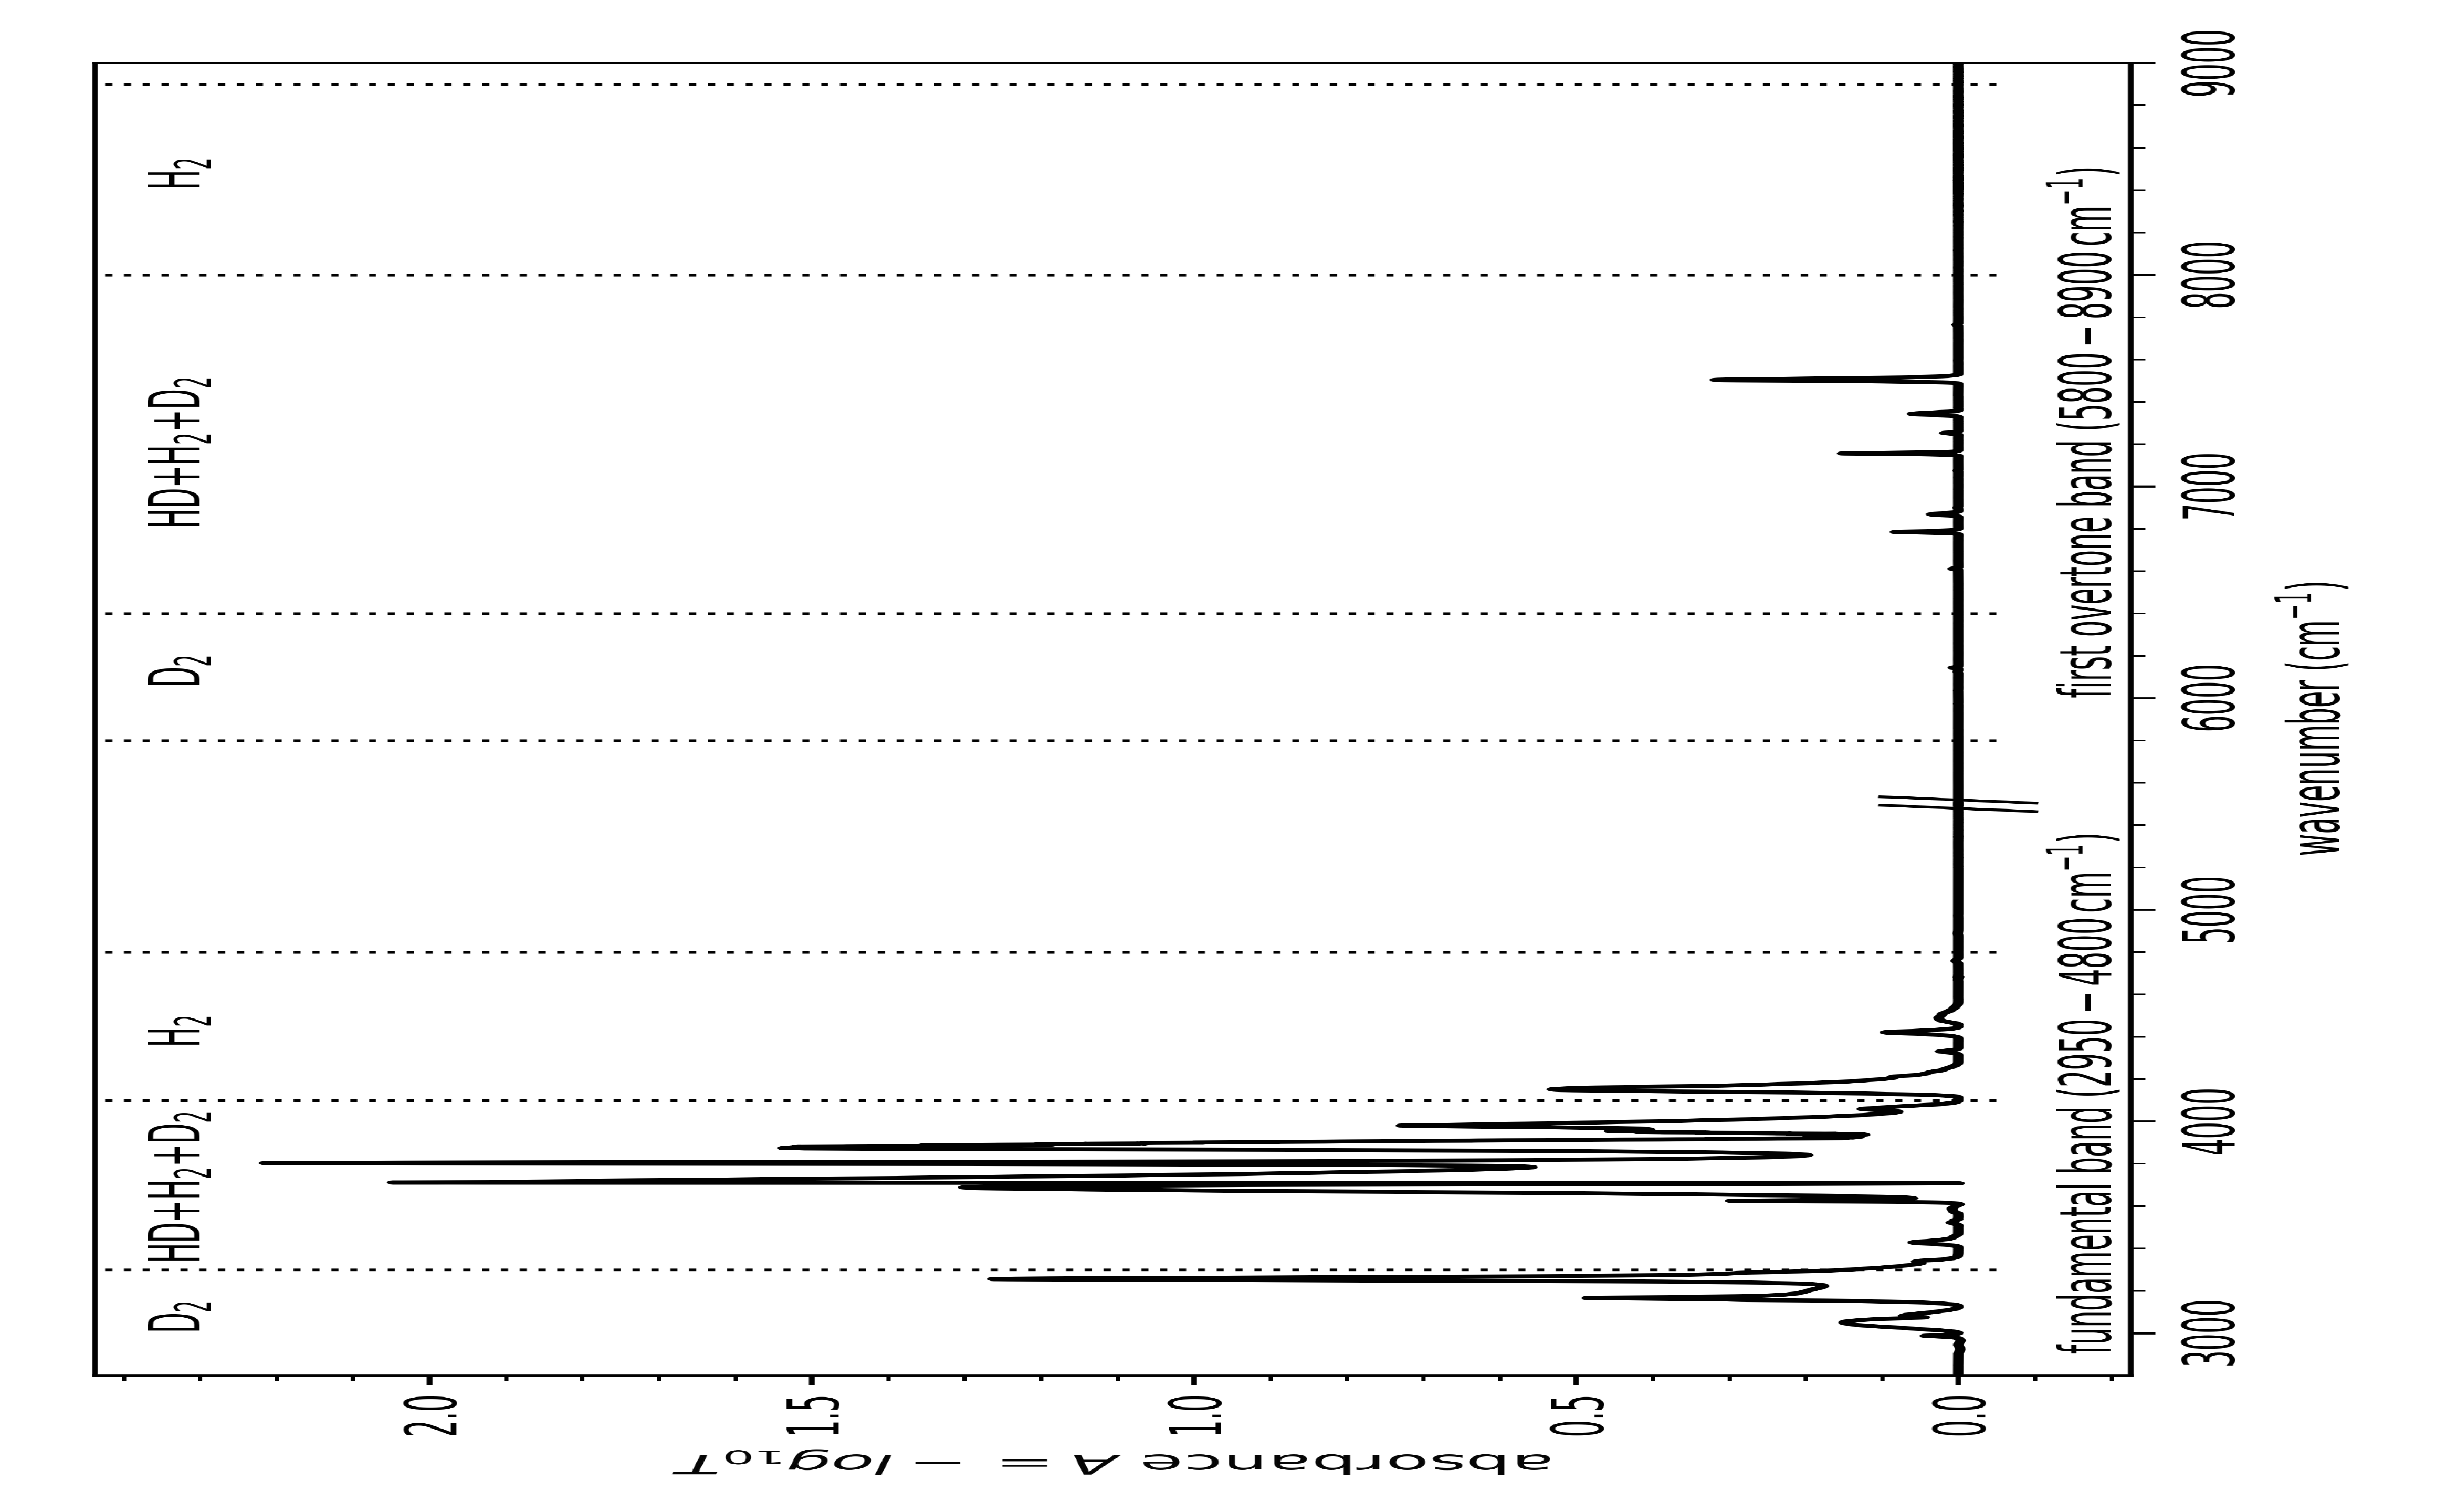 D₂ HD+H₂+D₂ H₂ D₂ HD+H₂+D₂ H₂
absorbance A = − log₁₀T
2.0
1.5
1.0
0.5
0.0
fundamental band (2950 – 4800 cm⁻¹) first overtone band (5800 – 8900 cm⁻¹)
3000 4000 5000 6000 7000 8000 9000
wavenumber (cm⁻¹)